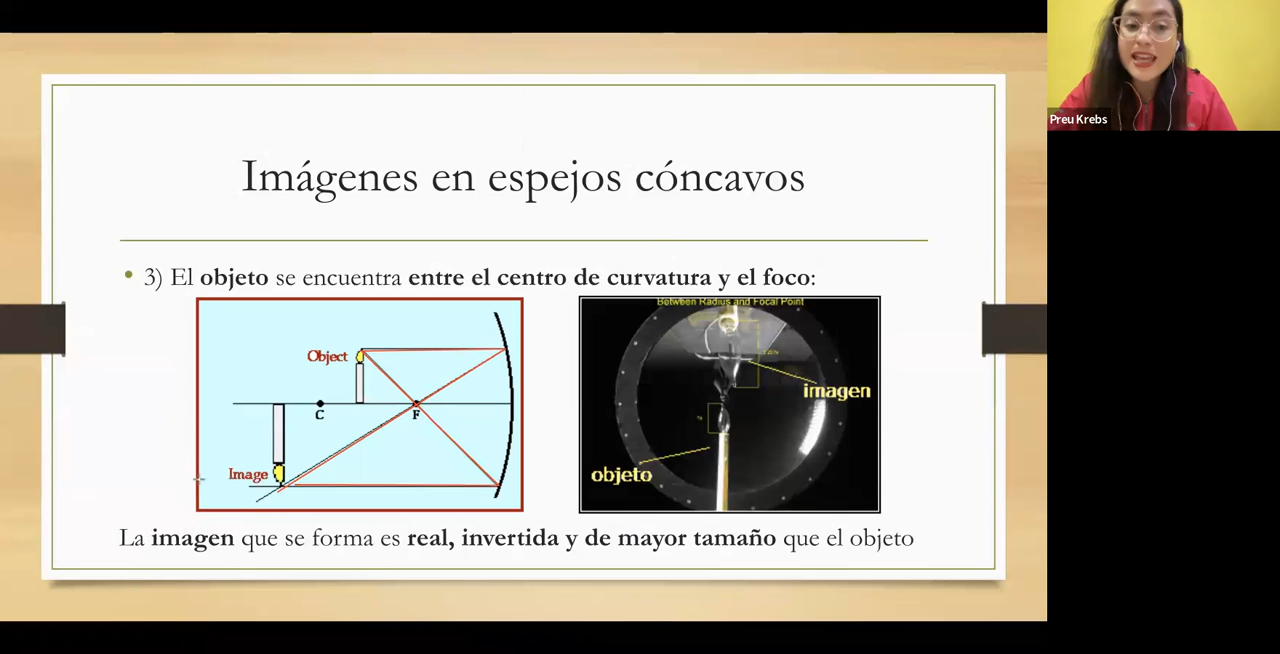 Preu Krebs
Imágenes en espejos cóncavos
• 3) El objeto se encuentra entre el centro de curvatura y el foco:
Object
C
F
Image
Between Radius and Focal Point
imagen
objeto
La imagen que se forma es real, invertida y de mayor tamaño que el objeto